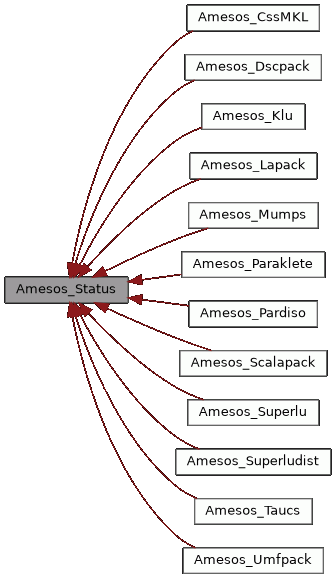 Amesos_CssMKL
Amesos_Dscpack
Amesos_Klu
Amesos_Lapack
Amesos_Mumps
Amesos_Paraklete
Amesos_Status
Amesos_Pardiso
Amesos_Scalapack
Amesos_Superlu
Amesos_Superludist
Amesos_Taucs
Amesos_Umfpack